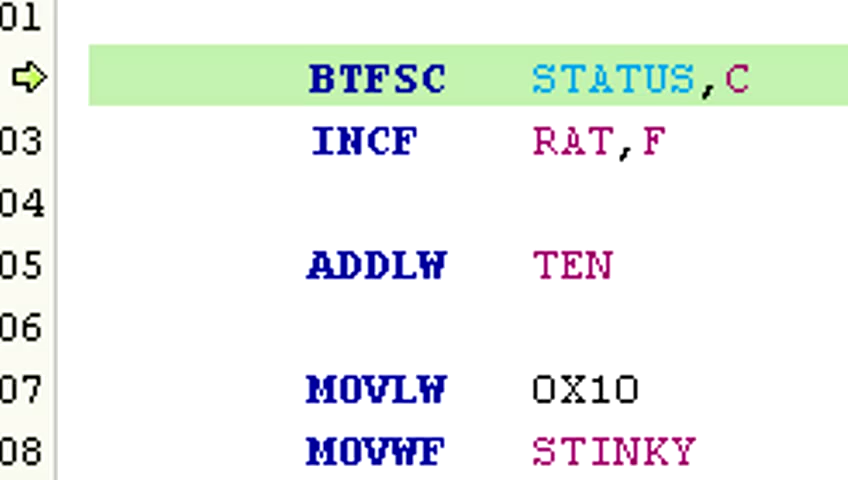 01
BTFSC STATUS,C
03 INCF RAT,F
04
05 ADDLW TEN
06
07 MOVLW 0X10
08 MOVWF STINKY